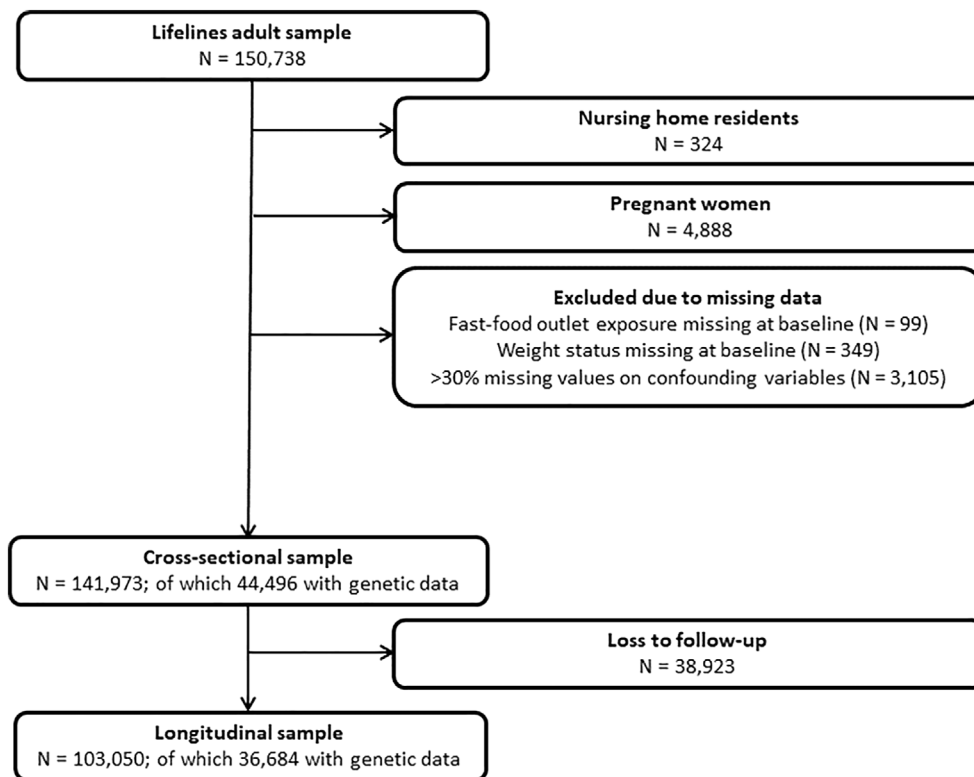 Lifelines adult sample
N = 150,738
Nursing home residents
N = 324
Pregnant women
N = 4,888
Excluded due to missing data
Fast-food outlet exposure missing at baseline (N = 99)
Weight status missing at baseline (N = 349)
>30% missing values on confounding variables (N = 3,105)
Cross-sectional sample
N = 141,973; of which 44,496 with genetic data
Loss to follow-up
N = 38,923
Longitudinal sample
N = 103,050; of which 36,684 with genetic data